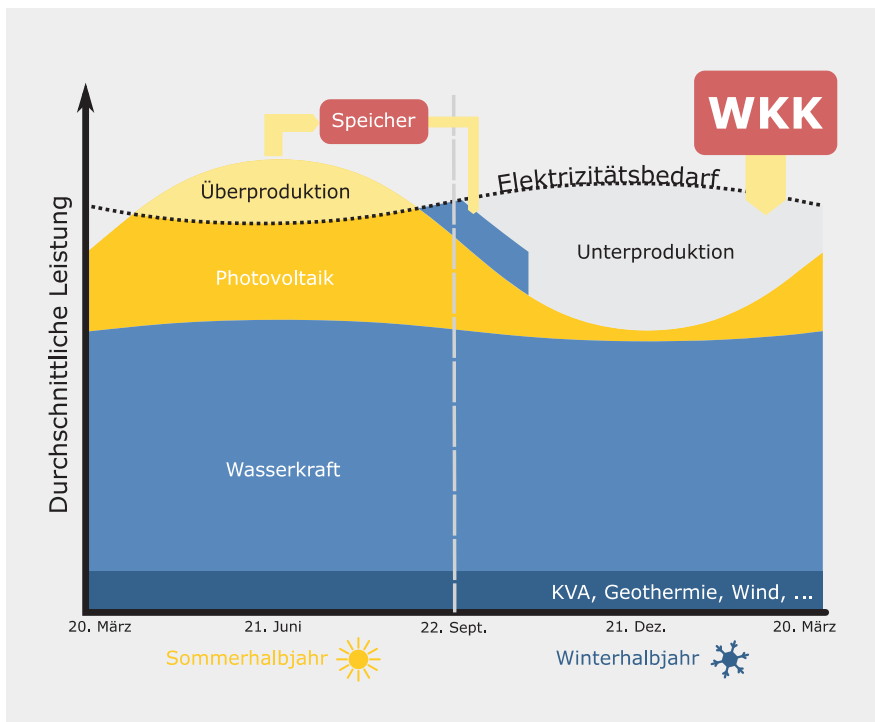 WKK
Speicher
Elektrizitätsbedarf
Überproduktion
Unterproduktion
Photovoltaik
Durchschnittliche Leistung
Wasserkraft
KVA, Geothermie, Wind, ...
20. März
21. Juni
22. Sept.
21. Dez.
20. März
Sommerhalbjahr
Winterhalbjahr